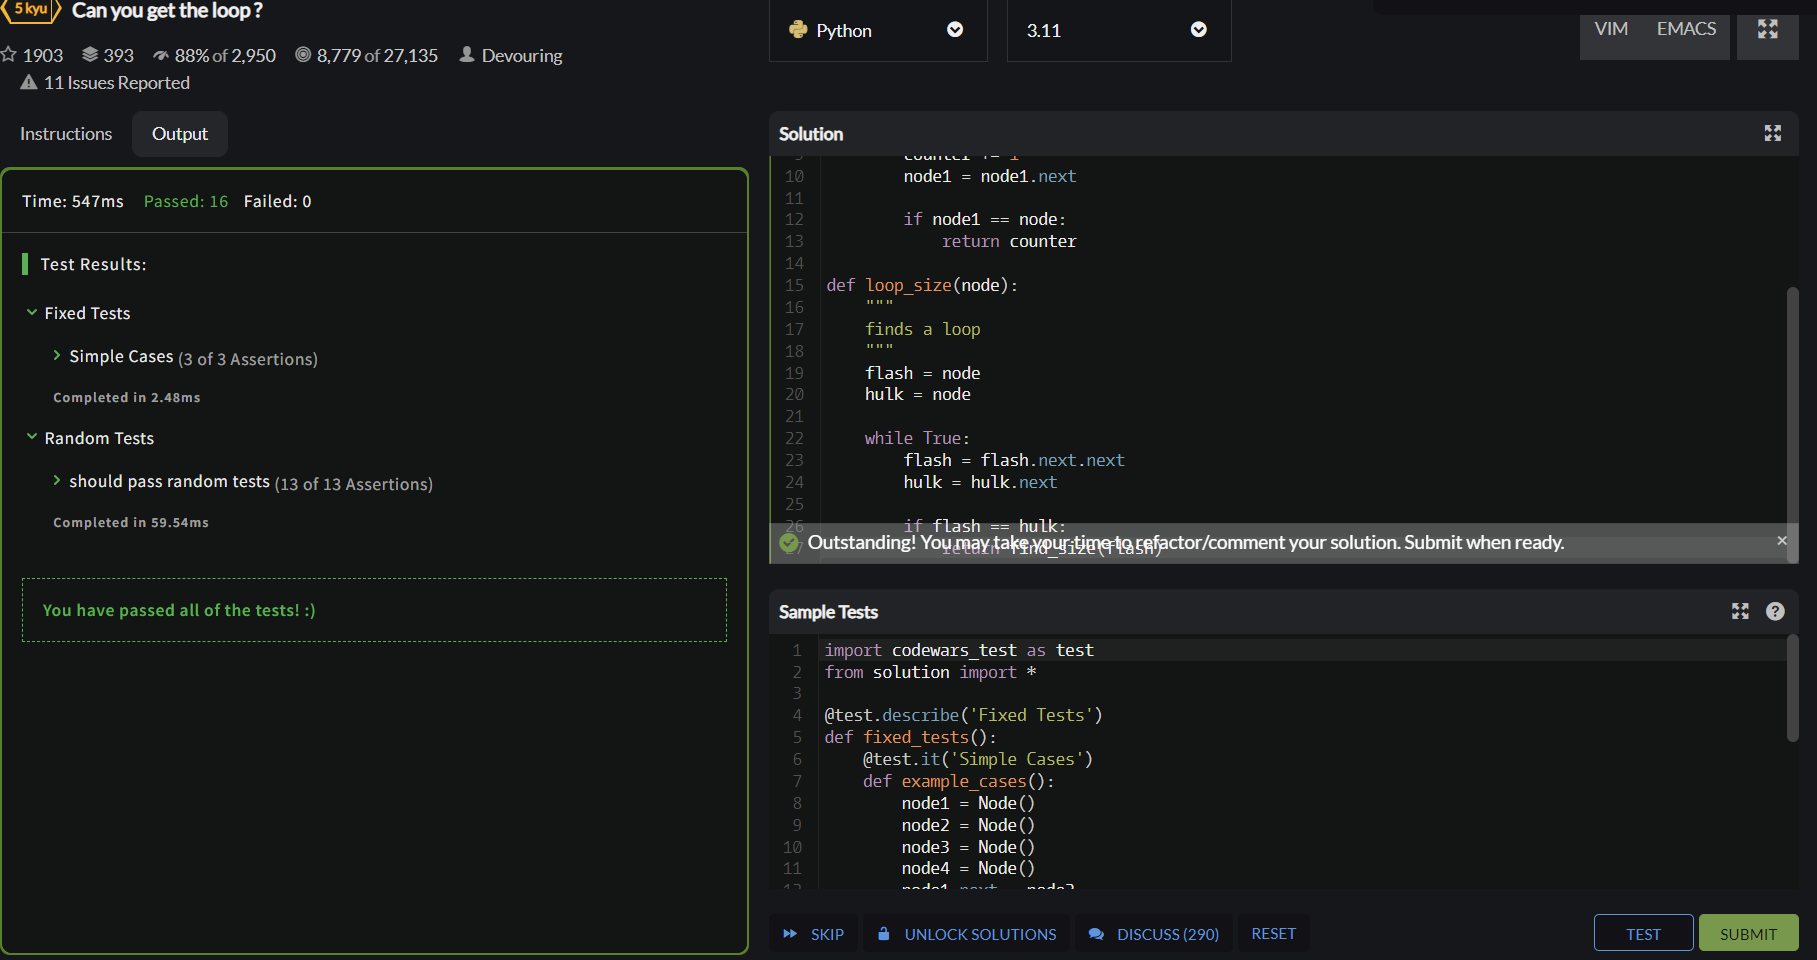 5 kyu Can you get the loop ?
1903 393 88% of 2,950 8,779 of 27,135 Devouring
11 Issues Reported
Instructions Output
Time: 547ms Passed: 16 Failed: 0
Test Results:
Fixed Tests
Simple Cases (3 of 3 Assertions)
Completed in 2.48ms
Random Tests
should pass random tests (13 of 13 Assertions)
Completed in 59.54ms
You have passed all of the tests! :)
Python 3.11 VIM EMACS
Solution
9 counter += 1
10 node1 = node1.next
11
12 if node1 == node:
13 return counter
14
15 def loop_size(node):
16 """
17 finds a loop
18 """
19 flash = node
20 hulk = node
21
22 while True:
23 flash = flash.next.next
24 hulk = hulk.next
25
26 if flash == hulk:
27 return find_size(flash)
Outstanding! You may take your time to refactor/comment your solution. Submit when ready.
Sample Tests
1 import codewars_test as test
2 from solution import *
3
4 @test.describe('Fixed Tests')
5 def fixed_tests():
6 @test.it('Simple Cases')
7 def example_cases():
8 node1 = Node()
9 node2 = Node()
10 node3 = Node()
11 node4 = Node()
12 node1.next = node2
SKIP UNLOCK SOLUTIONS DISCUSS (290) RESET TEST SUBMIT